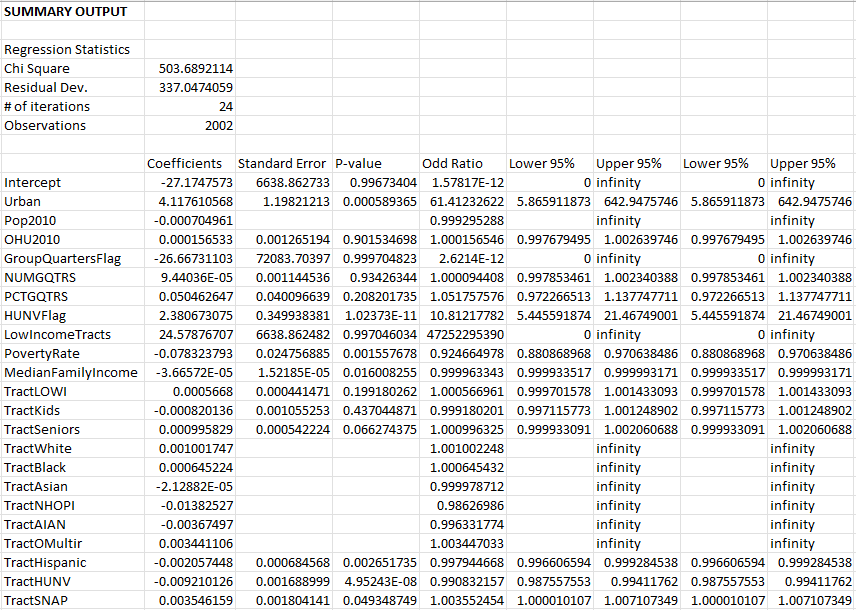 SUMMARY OUTPUT
Regression Statistics
Chi Square 503.6892114
Residual Dev. 337.0474059
# of iterations 24
Observations 2002
Coefficients Standard Error P-value Odd Ratio Lower 95% Upper 95% Lower 95% Upper 95%
Intercept -27.1747573 6638.862733 0.99673404 1.57817E-12 0 infinity 0 infinity
Urban 4.117610568 1.19821213 0.000589365 61.41232622 5.865911873 642.9475746 5.865911873 642.9475746
Pop2010 -0.000704961 0.999295288 infinity infinity
OHU2010 0.000156533 0.001265194 0.901534698 1.000156546 0.997679495 1.002639746 0.997679495 1.002639746
GroupQuartersFlag -26.66731103 72083.70397 0.999704823 2.6214E-12 0 infinity 0 infinity
NUMGQTRS 9.44036E-05 0.001144536 0.93426344 1.000094408 0.997853461 1.002340388 0.997853461 1.002340388
PCTGQTRS 0.050462647 0.040096639 0.208201735 1.051757576 0.972266513 1.137747711 0.972266513 1.137747711
HUNVFlag 2.380673075 0.349938381 1.02373E-11 10.81217782 5.445591874 21.46749001 5.445591874 21.46749001
LowIncomeTracts 24.57876707 6638.862482 0.997046034 47252295390 0 infinity 0 infinity
PovertyRate -0.078323793 0.024756885 0.001557678 0.924664978 0.880868968 0.970638486 0.880868968 0.970638486
MedianFamilyIncome -3.66572E-05 1.52185E-05 0.016008255 0.999963343 0.999933517 0.999993171 0.999933517 0.999993171
TractLOWI 0.0005668 0.000441471 0.199180262 1.000566961 0.999701578 1.001433093 0.999701578 1.001433093
TractKids -0.000820136 0.001055253 0.437044871 0.999180201 0.997115773 1.001248902 0.997115773 1.001248902
TractSeniors 0.000995829 0.000542224 0.066274375 1.000996325 0.999933091 1.002060688 0.999933091 1.002060688
TractWhite 0.001001747 1.001002248 infinity infinity
TractBlack 0.000645224 1.000645432 infinity infinity
TractAsian -2.12882E-05 0.999978712 infinity infinity
TractNHOPI -0.01382527 0.98626986 infinity infinity
TractAIAN -0.00367497 0.996331774 infinity infinity
TractOMultir 0.003441106 1.003447033 infinity infinity
TractHispanic -0.002057448 0.000684568 0.002651735 0.997944668 0.996606594 0.999284538 0.996606594 0.999284538
TractHUNV -0.009210126 0.001688999 4.95243E-08 0.990832157 0.987557553 0.99411762 0.987557553 0.99411762
TractSNAP 0.003546159 0.001804141 0.049348749 1.003552454 1.000010107 1.007107349 1.000010107 1.007107349